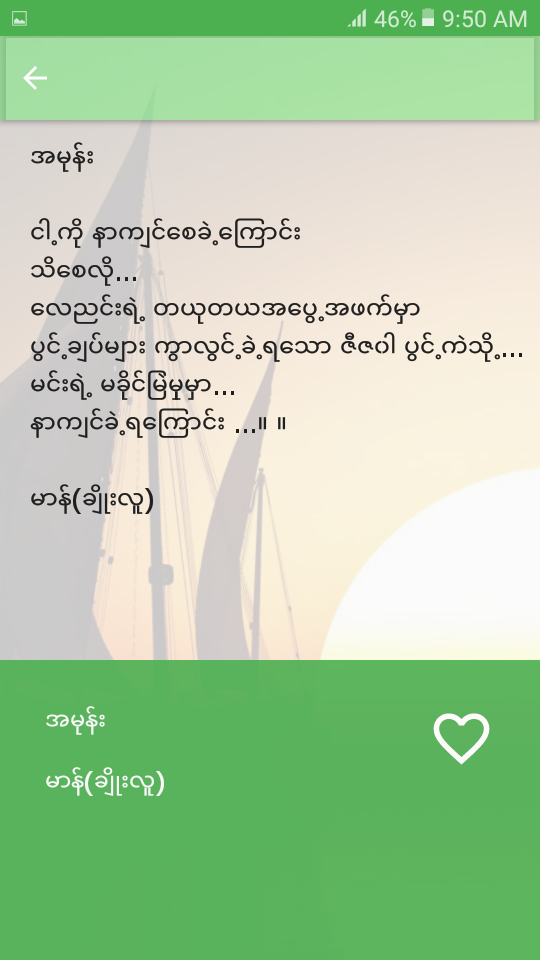 46% 9:50 AM
အမုန်း
ငါ့ကို နာကျင်စေခဲ့ကြောင်း
သိစေလို...
လေညင်းရဲ့ တယုတယအပွေ့အဖက်မှာ
ပွင့်ချပ်များ ကွာလွင့်ခဲ့ရသော ဇီဇဝါ ပွင့်ကဲသို့...
မင်းရဲ့ မခိုင်မြဲမှုမှာ...
နာကျင်ခဲ့ရကြောင်း ...။ ။
မာန်(ချိုးလူ)
အမုန်း
မာန်(ချိုးလူ)